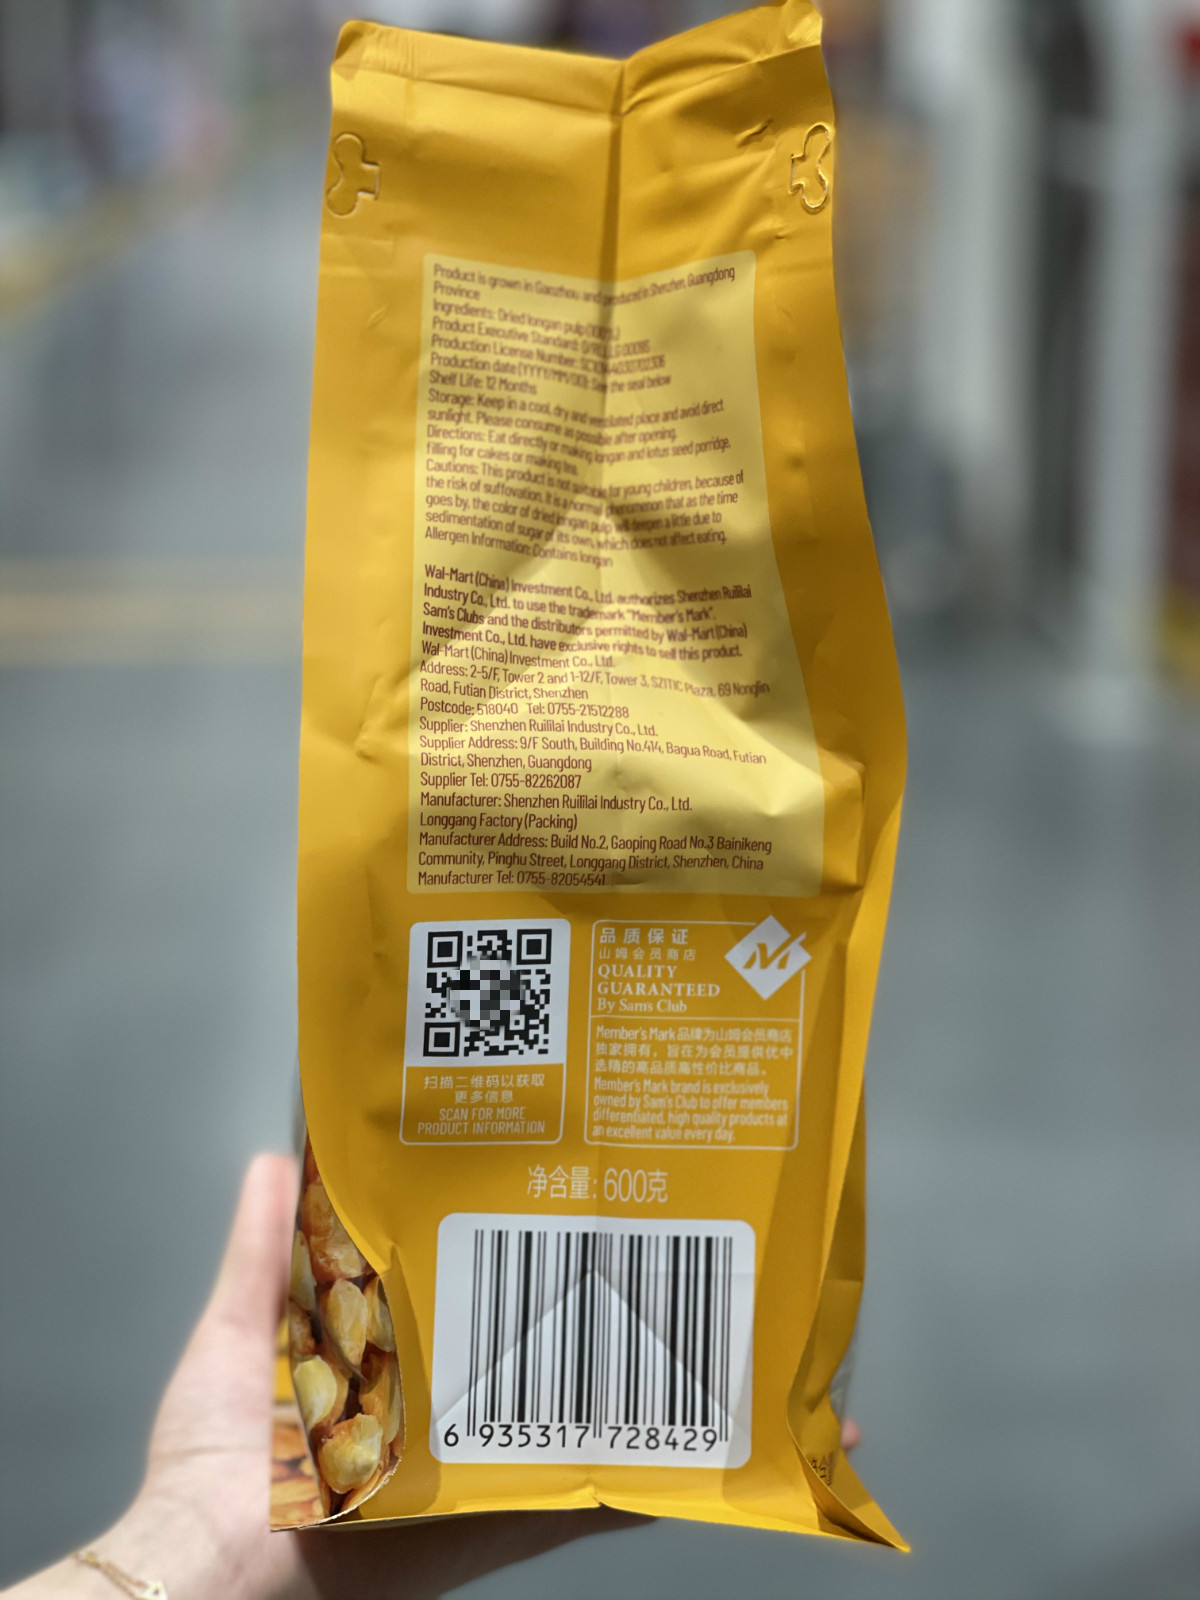 Product is grown in Gaozhou and produced in Shenzhen, Guangdong
Province
Ingredients: Dried longan pulp (100%)
Product Executive Standard:
Production License Number:
Production date (YYYY/MM/DD): See the seal below
Shelf Life: 12 Months
Storage: Keep in a cool, dry and ventilated place and avoid direct
sunlight. Please consume as possible after opening.
Directions: Eat directly or making longan and lotus seed porridge,
filling for cakes or making tea.
Cautions: This product is not suitable for young children, because of
the risk of suffovation. It is a normal phenomenon that as the time
goes by, the color of dried longan pulp will deepen a little due to
sedimentation of sugar of its own, which does not affect eating.
Allergen Information: Contains longan
Wal-Mart (China) Investment Co., Ltd. authorizes Shenzhen Ruililai
Industry Co., Ltd. to use the trademark "Member's Mark".
Sam's Clubs and the distributors permitted by Wal-Mart (China)
Investment Co., Ltd. have exclusive rights to sell this product.
Wal-Mart (China) Investment Co., Ltd.
Address: 2-5/F, Tower 2 and 1-12/F, Tower 3, SZITIC Plaza, 69 Nonglin
Road, Futian District, Shenzhen
Postcode: 518040 Tel: 0755-21512288
Supplier: Shenzhen Ruililai Industry Co., Ltd.
Supplier Address: 9/F South, Building No.414, Bagua Road, Futian
District, Shenzhen, Guangdong
Supplier Tel: 0755-82262087
Manufacturer: Shenzhen Ruililai Industry Co., Ltd.
Longgang Factory (Packing)
Manufacturer Address: Build No.2, Gaoping Road No.3 Bainikeng
Community, Pinghu Street, Longgang District, Shenzhen, China
Manufacturer Tel: 0755-82054541
扫描二维码以获取
更多信息
SCAN FOR MORE
PRODUCT INFORMATION
品质保证
山姆会员商店
QUALITY
GUARANTEED
By Sam's Club
Member's Mark品牌为山姆会员商店
独家拥有，旨在为会员提供优中
选精的高品质高性价比商品。
Member's Mark brand is exclusively
owned by Sam's Club to offer members
differentiated, high quality products at
an excellent value every day.
净含量: 600克
6 935317 728429